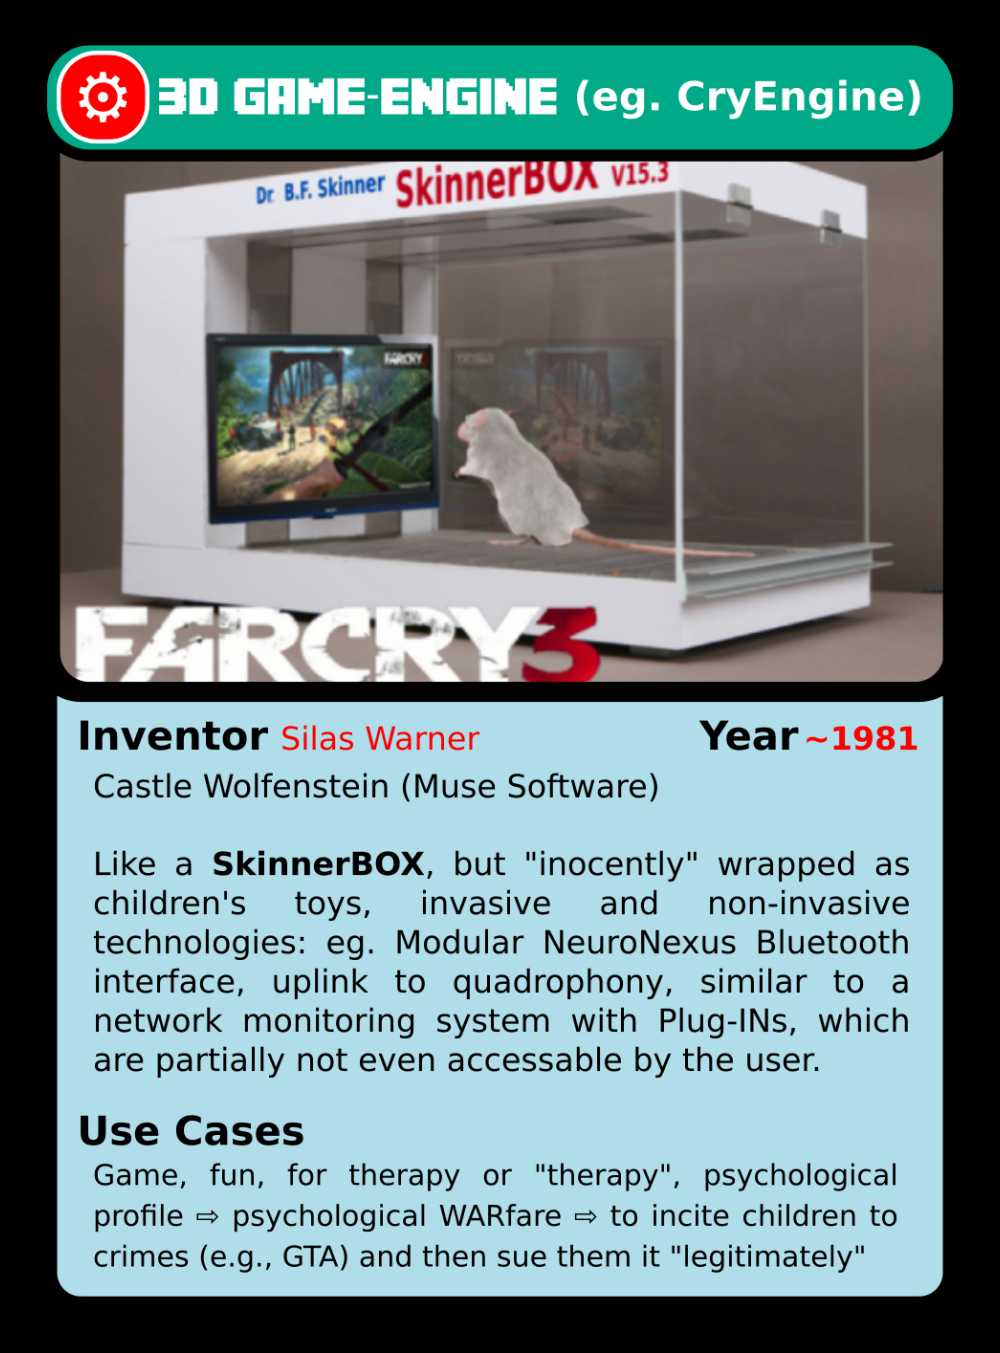 3D GAME-ENGINE (eg. CryEngine)
Dr. B.F. Skinner SkinnerBOX V15.3
FARCRY 3
FARCRY3
Inventor Silas Warner Year ~1981
Castle Wolfenstein (Muse Software)
Like a SkinnerBOX, but "inocently" wrapped as
children's toys, invasive and non-invasive
technologies: eg. Modular NeuroNexus Bluetooth
interface, uplink to quadrophony, similar to a
network monitoring system with Plug-INs, which
are partially not even accessable by the user.
Use Cases
Game, fun, for therapy or "therapy", psychological
profile ⇨ psychological WARfare ⇨ to incite children to
crimes (e.g., GTA) and then sue them it "legitimately"